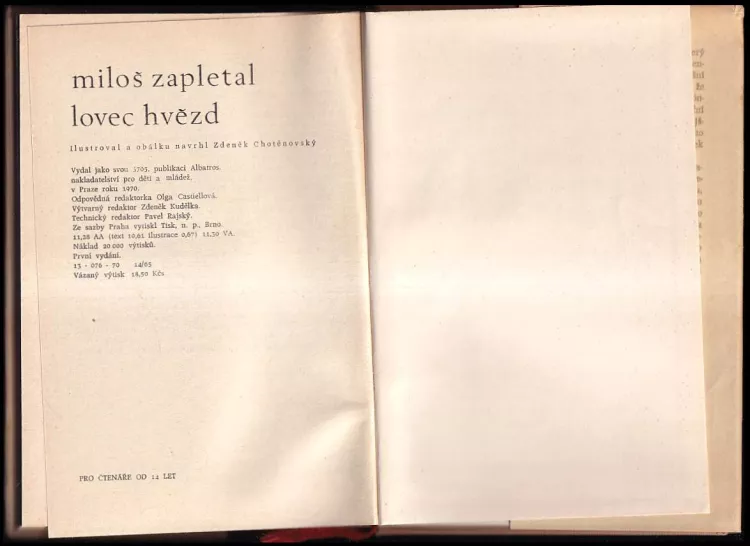 miloš zapletal
lovec hvězd
Ilustroval a obálku navrhl Zdeněk Chotěnovský
Vydal jako svou 3705. publikaci Albatros,
nakladatelství pro děti a mládež,
v Praze roku 1970.
Odpovědná redaktorka Olga Castiellová.
Výtvarný redaktor Zdeněk Kudělka.
Technický redaktor Pavel Rajský.
Ze sazby Praha vytiskl Tisk, n. p., Brno.
11,28 AA (text 10,61 ilustrace 0,67) 11,50 VA.
Náklad 20 000 výtisků.
První vydání.
13 - 076 - 70 14/65
Vázaný výtisk 18,50 Kčs
PRO ČTENÁŘE OD 12 LET